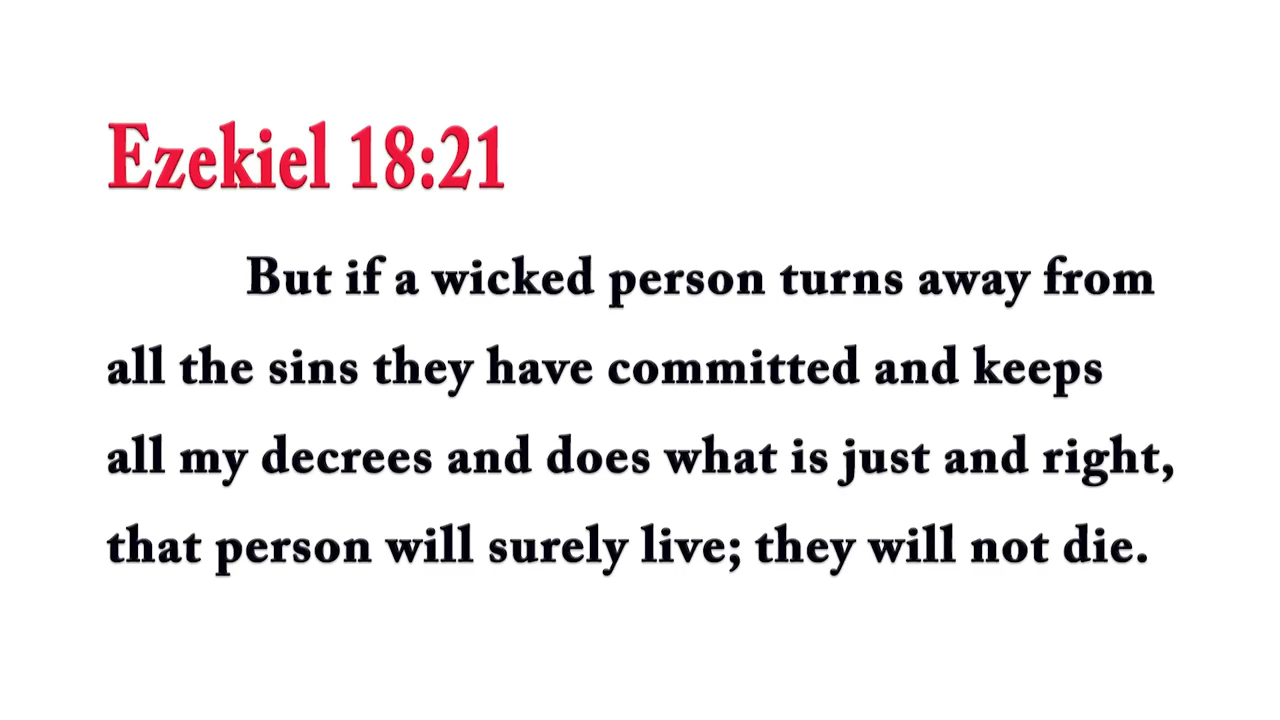 Ezekiel 18:21
But if a wicked person turns away from
all the sins they have committed and keeps
all my decrees and does what is just and right,
that person will surely live; they will not die.